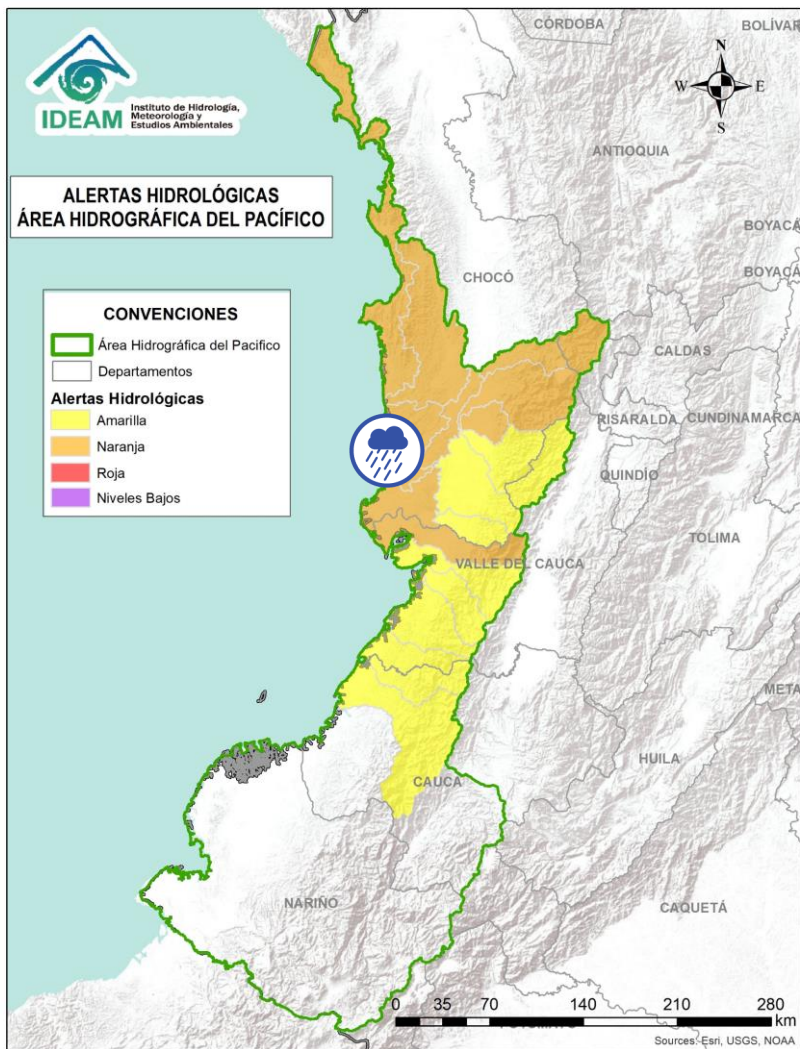 IDEAM
Instituto de Hidrología,
Meteorología y
Estudios Ambientales
ALERTAS HIDROLÓGICAS
ÁREA HIDROGRÁFICA DEL PACÍFICO
CONVENCIONES
Área Hidrográfica del Pacifico
Departamentos
Alertas Hidrológicas
Amarilla
Naranja
Roja
Niveles Bajos
CÓRDOBA
BOLÍVAR
N
W
E
S
ANTIOQUIA
BOYACÁ
BOYACÁ
CHOCÓ
CALDAS
RISARALDA
CUNDINAMARCA
QUINDÍO
TOLIMA
VALLE DEL CAUCA
META
HUILA
CAUCA
NARIÑO
CAQUETÁ
0 35 70 140 210 280
km
Sources: Esri, USGS, NOAA